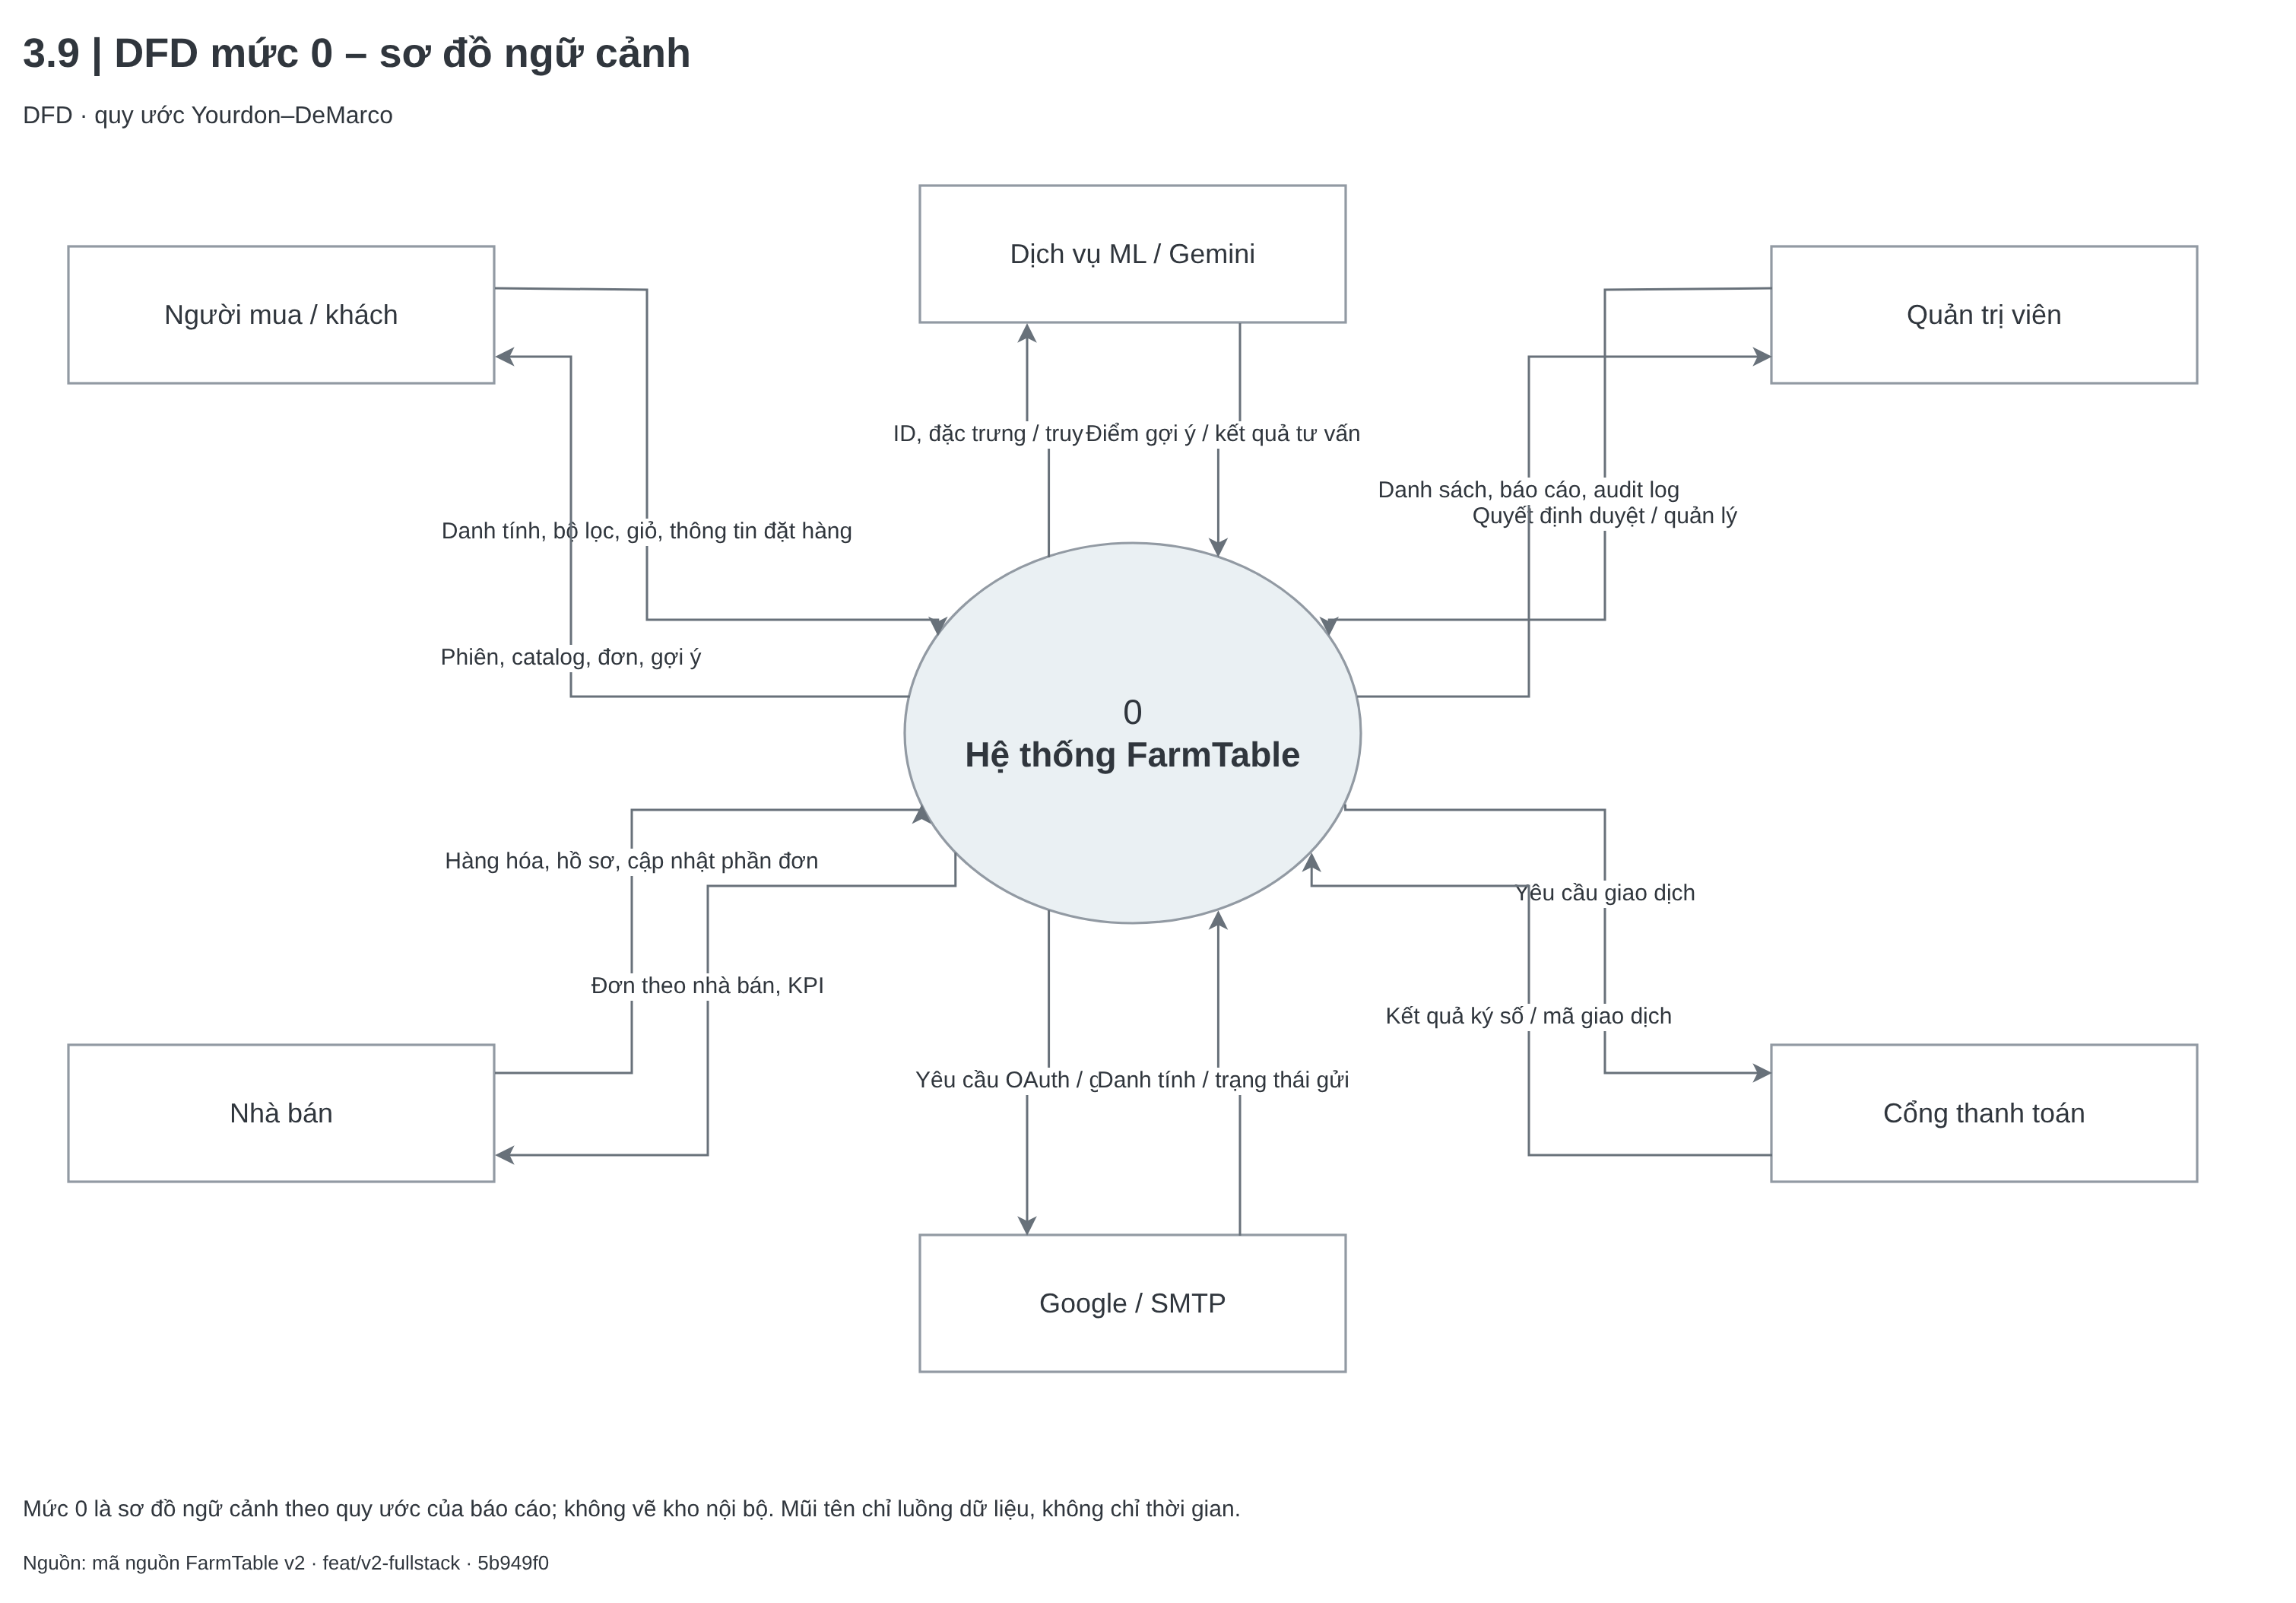 3.9 | DFD mức 0 – sơ đồ ngữ cảnh
DFD · quy ước Yourdon–DeMarco
Dịch vụ ML / Gemini
Người mua / khách
Quản trị viên
ID, đặc trưng / truy
Điểm gợi ý / kết quả tư vấn
Danh sách, báo cáo, audit log
Quyết định duyệt / quản lý
Danh tính, bộ lọc, giỏ, thông tin đặt hàng
Phiên, catalog, đơn, gợi ý
0
Hệ thống FarmTable
Hàng hóa, hồ sơ, cập nhật phần đơn
Yêu cầu giao dịch
Đơn theo nhà bán, KPI
Kết quả ký số / mã giao dịch
Yêu cầu OAuth /
Danh tính / trạng thái gửi
Nhà bán
Cổng thanh toán
Google / SMTP
Mức 0 là sơ đồ ngữ cảnh theo quy ước của báo cáo; không vẽ kho nội bộ. Mũi tên chỉ luồng dữ liệu, không chỉ thời gian.
Nguồn: mã nguồn FarmTable v2 · feat/v2-fullstack · 5b949f0